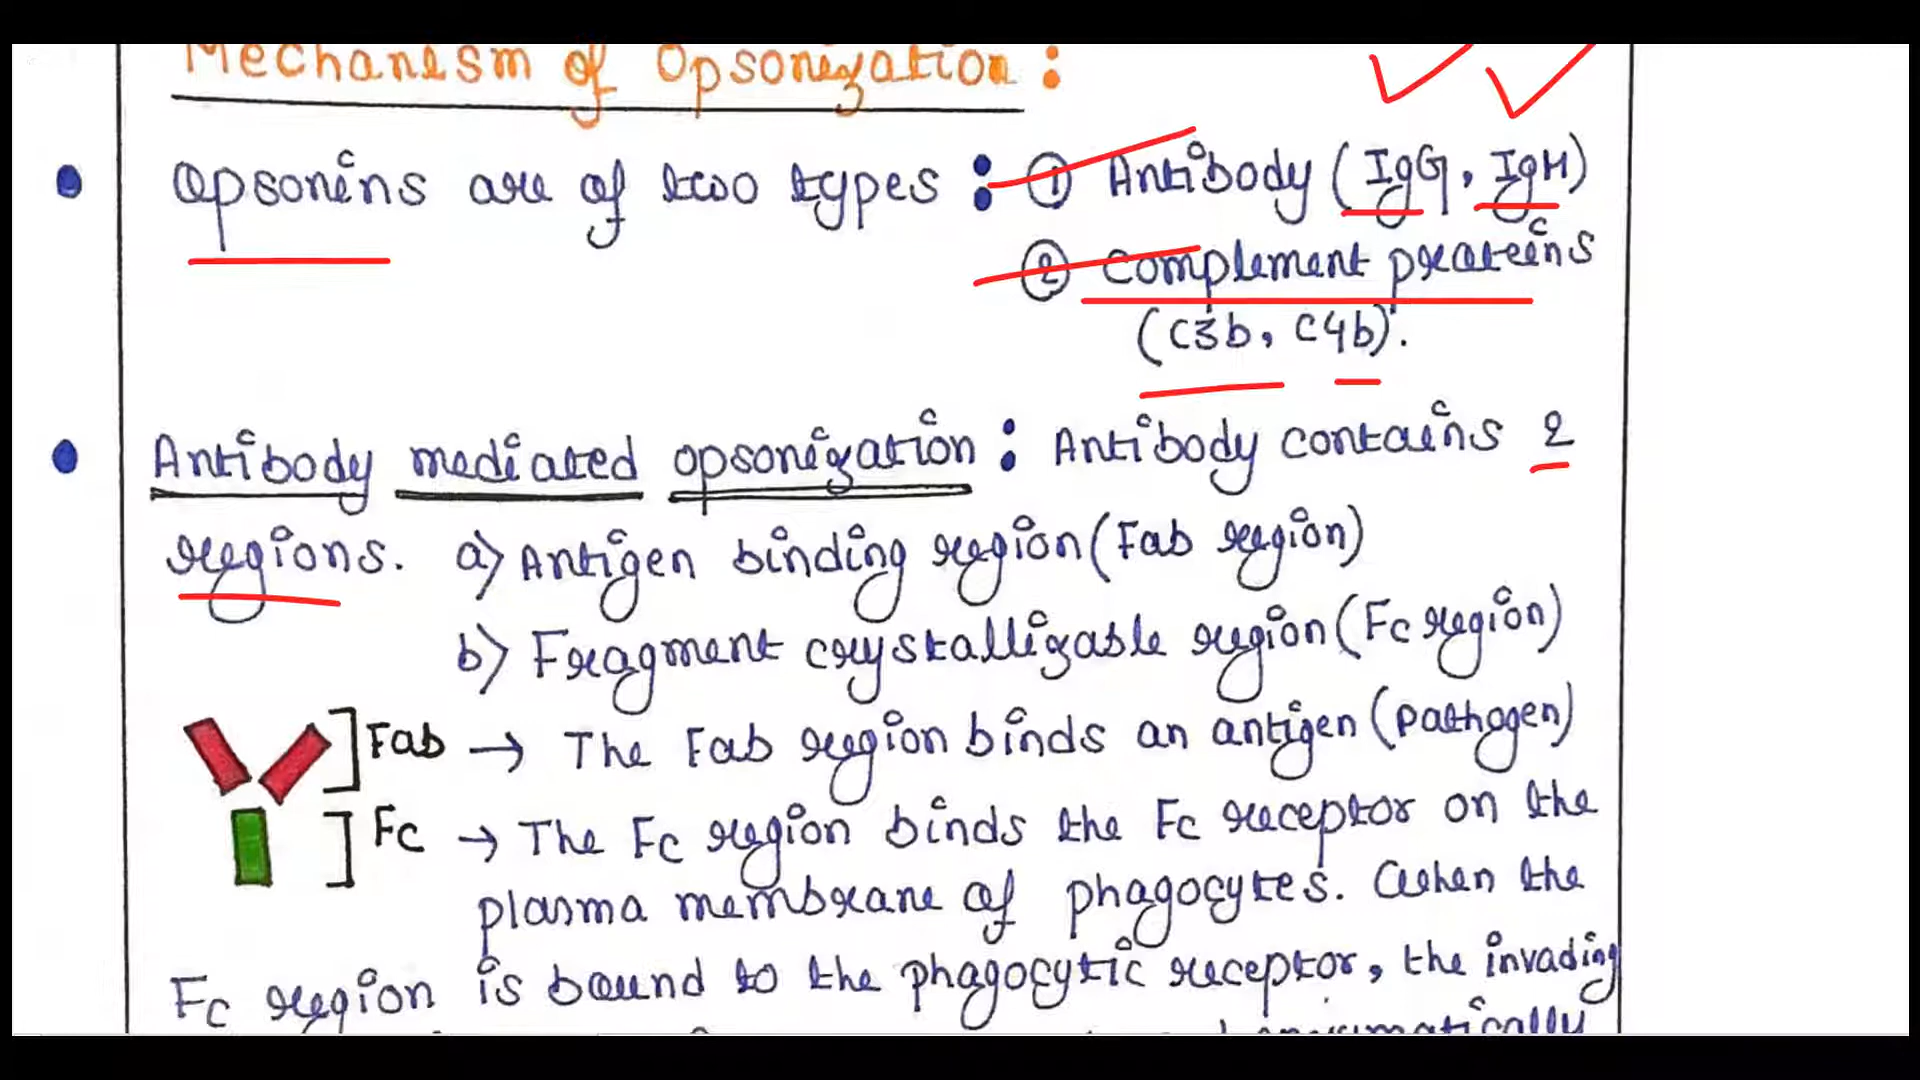 Mechanism of Opsonization :
• Opsonins are of two types : ① Antibody (IgG, IgM)
② Complement proteins
(C3b, C4b).
• Antibody mediated opsonization : Antibody contains 2
regions. a) Antigen binding region (Fab region)
b) Fragment crystallizable region (Fc region)
Fab → The Fab region binds an antigen (pathogen)
Fc → The Fc region binds the Fc receptor on the
plasma membrane of phagocytes. When the
Fc region is bound to the phagocytic receptor, the invading